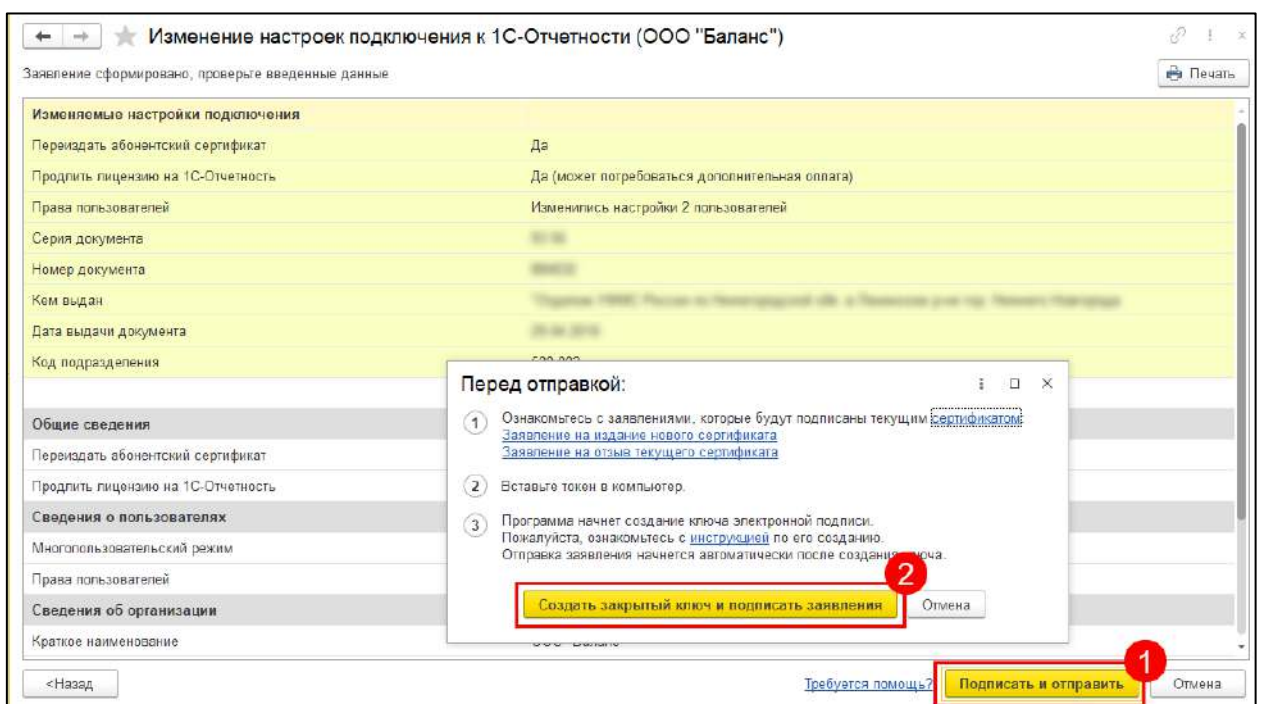 Изменение настроек подключения к 1С-Отчетности (ООО "Баланс")
Заявление сформировано, проверьте введенные данные
Печать
Изменяемые настройки подключения
Переиздать абонентский сертификат Да
Продлить лицензию на 1С-Отчетность Да (может потребоваться дополнительная оплата)
Права пользователей Изменились настройки 2 пользователей
Серия документа
Номер документа
Кем выдан
Дата выдачи документа
Код подразделения
Общие сведения
Переиздать абонентский сертификат
Продлить лицензию на 1С-Отчетность
Сведения о пользователях
Многопользовательский режим
Права пользователей
Сведения об организации
Краткое наименование
Перед отправкой:
1 Ознакомьтесь с заявлениями, которые будут подписаны текущим сертификатом:
Заявление на издание нового сертификата
Заявление на отзыв текущего сертификата
2 Вставьте токен в компьютер.
3 Программа начнет создание ключа электронной подписи.
Пожалуйста, ознакомьтесь с инструкцией по его созданию.
Отправка заявления начнется автоматически после создания ключа.
2
Создать закрытый ключ и подписать заявления Отмена
1
<Назад Требуется помощь? Подписать и отправить Отмена